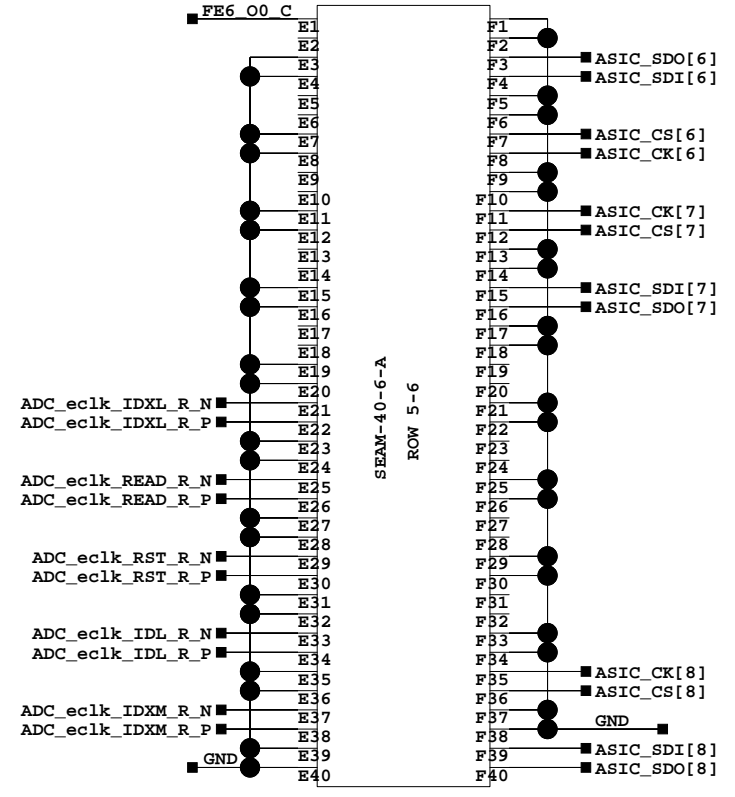 FE6_O0_C
E1 F1
E2 F2
E3 F3 ASIC_SDO[6]
E4 F4 ASIC_SDI[6]
E5 F5
E6 F6
E7 F7 ASIC_CS[6]
E8 F8 ASIC_CK[6]
E9 F9
E10 F10
E11 F11 ASIC_CK[7]
E12 F12 ASIC_CS[7]
E13 F13
E14 F14
E15 F15 ASIC_SDI[7]
E16 F16 ASIC_SDO[7]
E17 F17
E18 F18
E19 F19
E20 F20
ADC_eclk_IDXL_R_N E21 F21
ADC_eclk_IDXL_R_P E22 F22
E23 F23
E24 F24
ADC_eclk_READ_R_N E25 F25
ADC_eclk_READ_R_P E26 F26
E27 F27
E28 F28
ADC_eclk_RST_R_N E29 F29
ADC_eclk_RST_R_P E30 F30
E31 F31
E32 F32
ADC_eclk_IDL_R_N E33 F33
ADC_eclk_IDL_R_P E34 F34
E35 F35 ASIC_CK[8]
E36 F36 ASIC_CS[8]
ADC_eclk_IDXM_R_N E37 F37
ADC_eclk_IDXM_R_P E38 F38 GND
E39 F39 ASIC_SDI[8]
GND E40 F40 ASIC_SDO[8]
SEAM-40-6-A
ROW 5-6